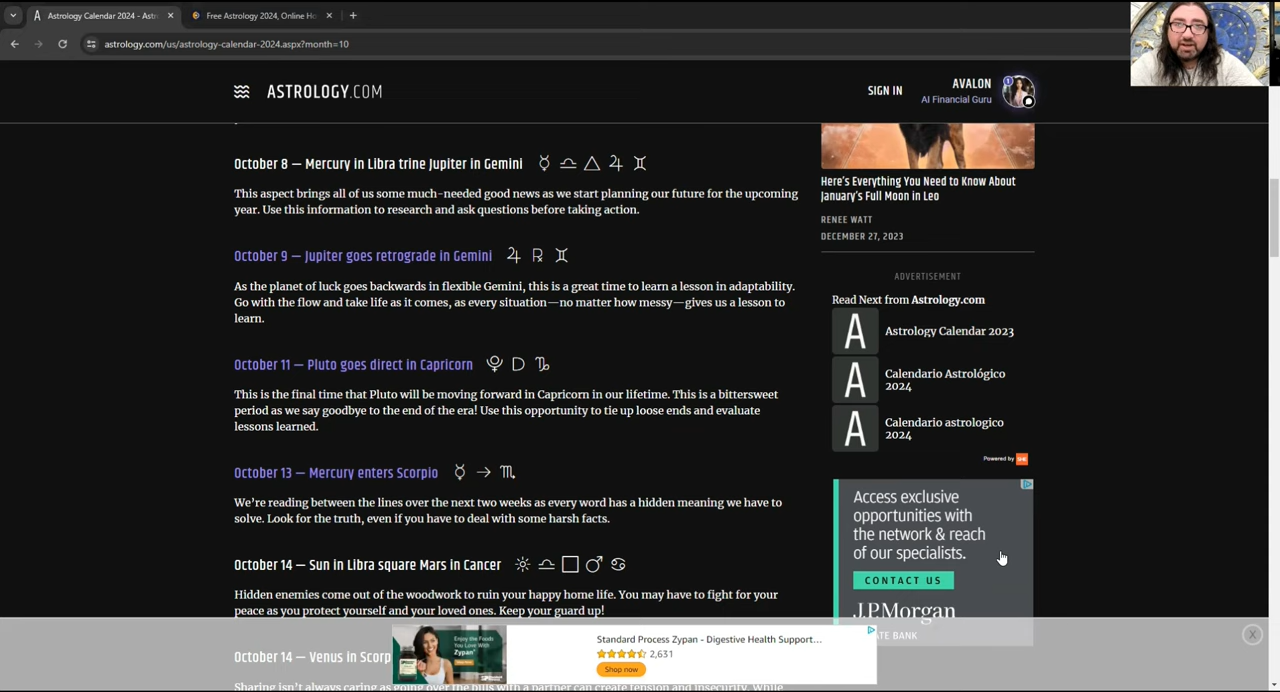 Astrology Calendar 2024 - Astr
Free Astrology 2024, Online Ho
astrology.com/us/astrology-calendar-2024.aspx?month=10
ASTROLOGY.COM
SIGN IN
AVALON
AI Financial Guru
October 8 — Mercury in Libra trine Jupiter in Gemini ☿ ♎ △ ♃ ♊
This aspect brings all of us some much-needed good news as we start planning our future for the upcoming
year. Use this information to research and ask questions before taking action.
October 9 — Jupiter goes retrograde in Gemini ♃ ℞ ♊
As the planet of luck goes backwards in flexible Gemini, this is a great time to learn a lesson in adaptability.
Go with the flow and take life as it comes, as every situation—no matter how messy—gives us a lesson to
learn.
October 11 — Pluto goes direct in Capricorn D ♑
This is the final time that Pluto will be moving forward in Capricorn in our lifetime. This is a bittersweet
period as we say goodbye to the end of the era! Use this opportunity to tie up loose ends and evaluate
lessons learned.
October 13 — Mercury enters Scorpio ☿ → ♏
We're reading between the lines over the next two weeks as every word has a hidden meaning we have to
solve. Look for the truth, even if you have to deal with some harsh facts.
October 14 — Sun in Libra square Mars in Cancer ☼ ♎ □ ♂ ♋
Hidden enemies come out of the woodwork to ruin your happy home life. You may have to fight for your
peace as you protect yourself and your loved ones. Keep your guard up!
October 14 — Venus in Scorp
Here's Everything You Need to Know About
January's Full Moon in Leo
RENEE WATT
DECEMBER 27, 2023
ADVERTISEMENT
Read Next from Astrology.com
A
Astrology Calendar 2023
A
Calendario Astrológico
2024
A
Calendario astrologico
2024
Powered by
Access exclusive
opportunities with
the network & reach
of our specialists.
CONTACT US
J.P.Morgan
ATE BANK
Enjoy the Foods
You Love With
Zypan
Standard Process Zypan - Digestive Health Support...
2,631
Shop now
X